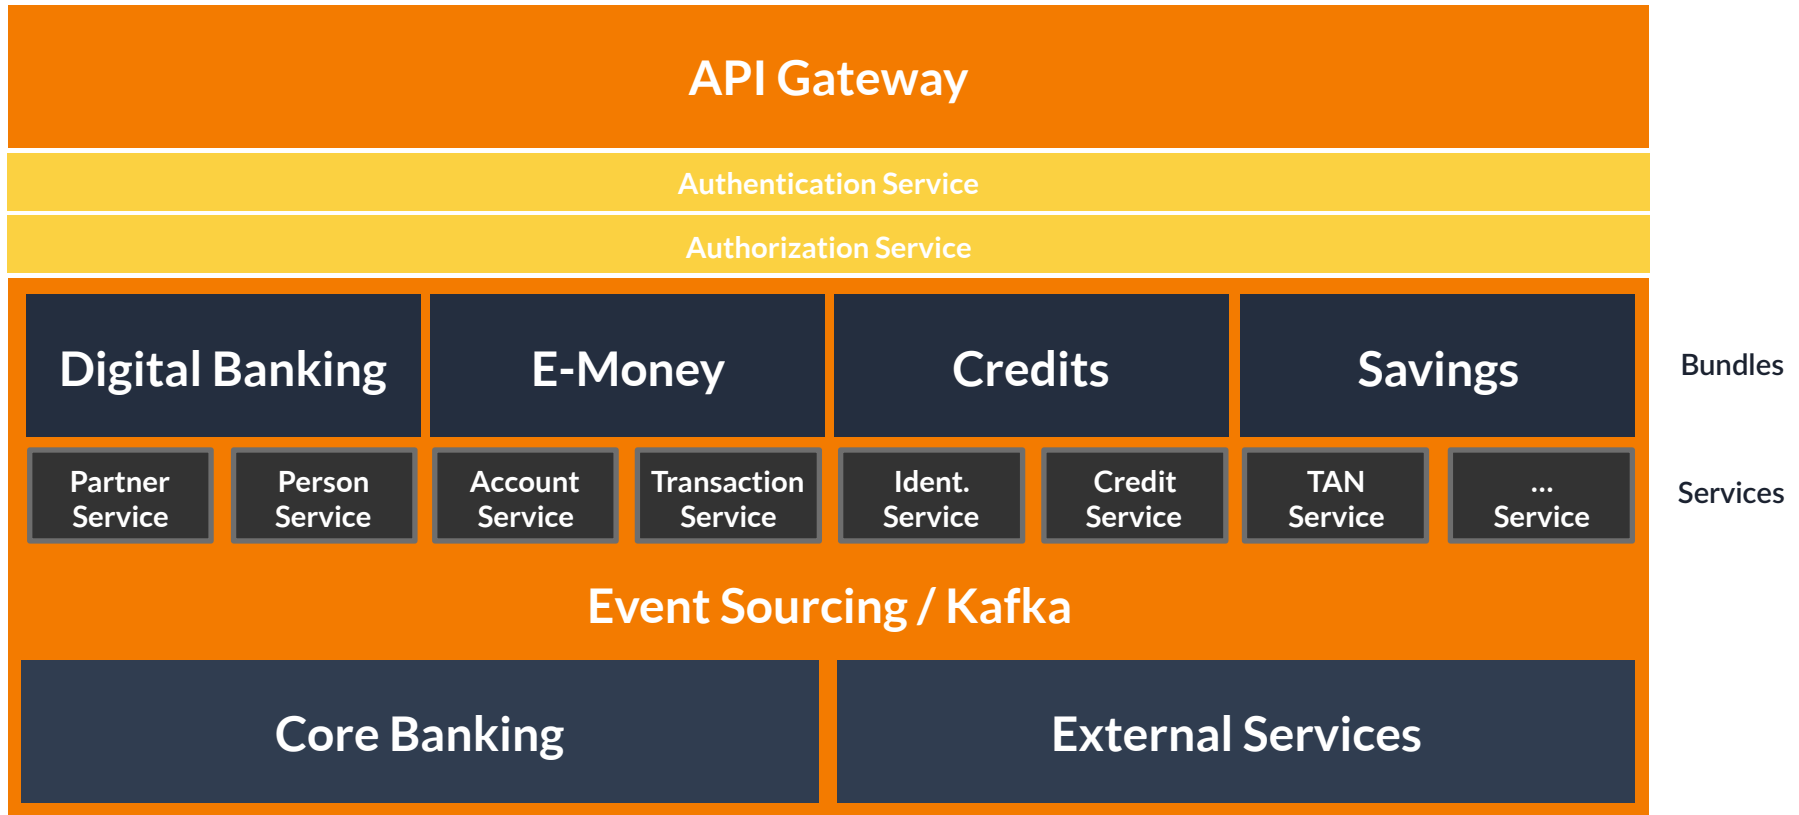 API Gateway
Authentication Service
Authorization Service
Digital Banking
E-Money
Credits
Savings
Bundles
Partner
Service
Person
Service
Account
Service
Transaction
Service
Ident.
Service
Credit
Service
TAN
Service
...
Service
Services
Event Sourcing / Kafka
Core Banking
External Services